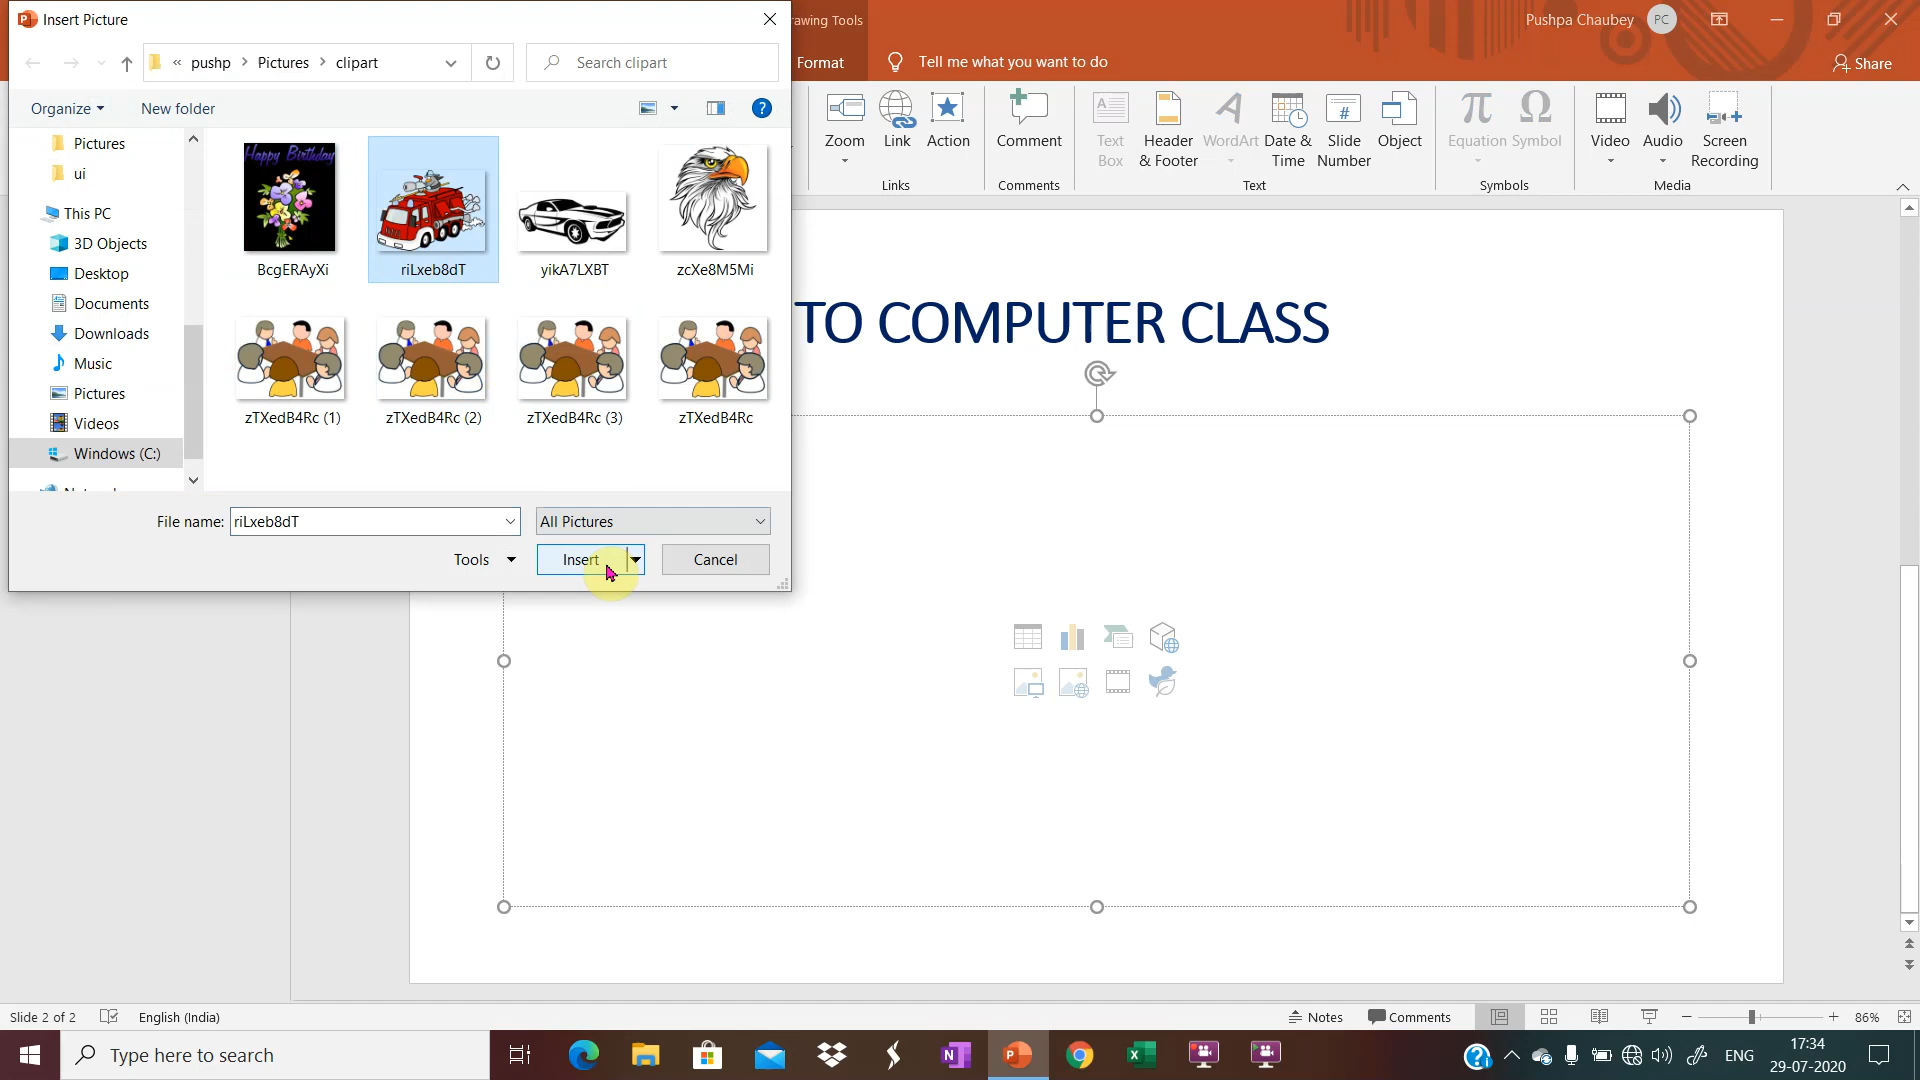 Insert Picture
rawing Tools
Pushpa Chaubey
PC
« pushp > Pictures > clipart
Search clipart
Format
Tell me what you want to do
Share
Organize
New folder
Pictures
ui
This PC
3D Objects
Desktop
Documents
Downloads
Music
Pictures
Videos
Windows (C:)
Happy Birthday
BcgERAyXi
riLxeb8dT
yikA7LXBT
zcXe8M5Mi
zTXedB4Rc (1)
zTXedB4Rc (2)
zTXedB4Rc (3)
zTXedB4Rc
File name: riLxeb8dT
All Pictures
Tools
Insert
Cancel
Zoom
Link
Action
Links
Comment
Comments
Text
Box
Header
& Footer
WordArt
Date &
Time
Slide
Number
Object
Text
Equation
Symbol
Symbols
Video
Audio
Screen
Recording
Media
TO COMPUTER CLASS
Slide 2 of 2
English (India)
Notes
Comments
86%
Type here to search
ENG
17:34
29-07-2020